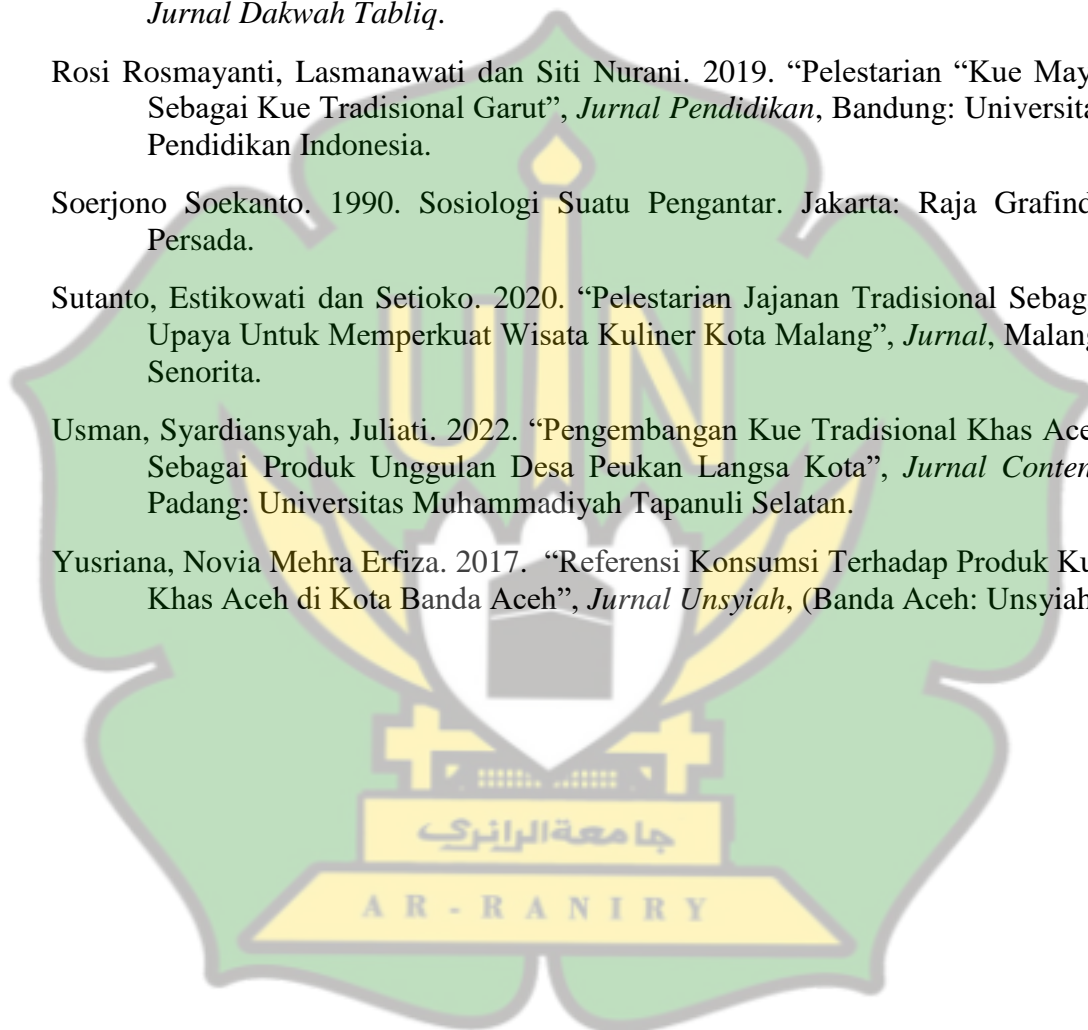 Jurnal Dakwah Tabliq.
Rosi Rosmayanti, Lasmanawati dan Siti Nurani. 2019. “Pelestarian “Kue May
Sebagai Kue Tradisional Garut”, Jurnal Pendidikan, Bandung: Universita
Pendidikan Indonesia.
Soerjono Soekanto. 1990. Sosiologi Suatu Pengantar. Jakarta: Raja Grafind
Persada.
Sutanto, Estikowati dan Setioko. 2020. “Pelestarian Jajanan Tradisional Sebag
Upaya Untuk Memperkuat Wisata Kuliner Kota Malang”, Jurnal, Malang
Senorita.
Usman, Syardiansyah, Juliati. 2022. “Pengembangan Kue Tradisional Khas Ace
Sebagai Produk Unggulan Desa Peukan Langsa Kota”, Jurnal Conten
Padang: Universitas Muhammadiyah Tapanuli Selatan.
Yusriana, Novia Mehra Erfiza. 2017. “Referensi Konsumsi Terhadap Produk Ku
Khas Aceh di Kota Banda Aceh”, Jurnal Unsyiah, (Banda Aceh: Unsyiah
UIN
جامعةالرانري
AR-RANIRY